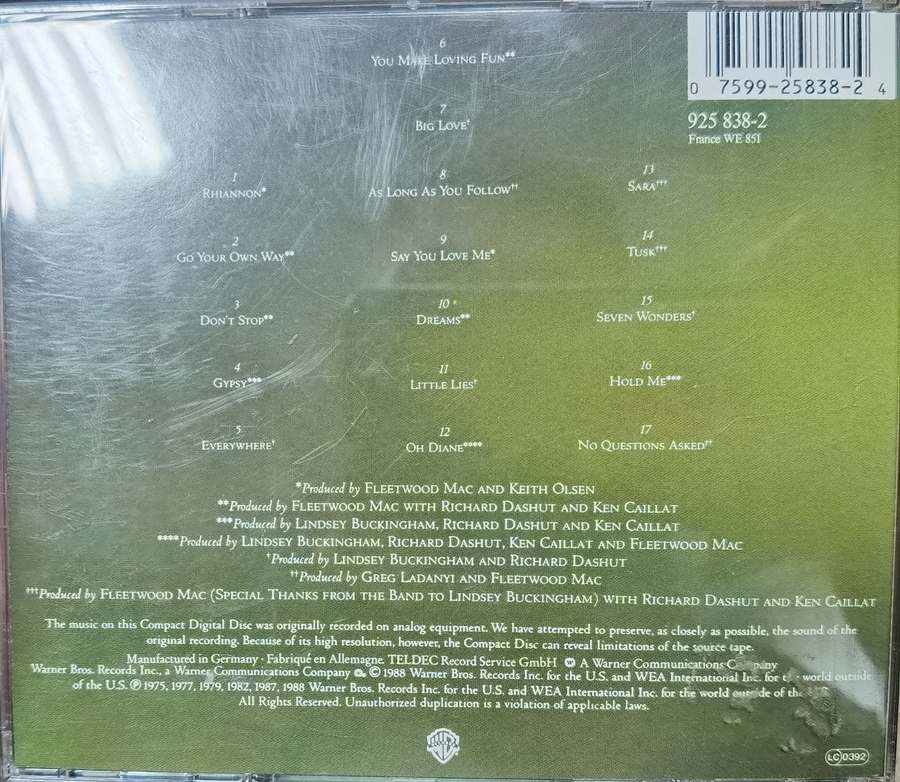 6
You Make Loving Fun**
7
Big Love†
0 7599-25838-2 4
925 838-2
France WE 851
1
Rhiannon*
2
Go Your Own Way**
3
Don't Stop**
4
Gypsy***
5
Everywhere†
8
As Long As You Follow††
9
Say You Love Me*
10
Dreams**
11
Little Lies†
12
Oh Diane****
13
Sara†††
14
Tusk†††
15
Seven Wonders†
16
Hold Me***
17
No Questions Asked††
*Produced by Fleetwood Mac and Keith Olsen
**Produced by Fleetwood Mac with Richard Dashut and Ken Caillat
***Produced by Lindsey Buckingham, Richard Dashut and Ken Caillat
****Produced by Lindsey Buckingham, Richard Dashut, Ken Caillat and Fleetwood Mac
†Produced by Lindsey Buckingham and Richard Dashut
††Produced by Greg Ladanyi and Fleetwood Mac
†††Produced by Fleetwood Mac (Special Thanks from the Band to Lindsey Buckingham) with Richard Dashut and Ken Caillat
The music on this Compact Digital Disc was originally recorded on analog equipment. We have attempted to preserve, as closely as possible, the sound of the
original recording. Because of its high resolution, however, the Compact Disc can reveal limitations of the source tape.
Manufactured in Germany · Fabriqué en Allemagne, TELDEC Record Service GmbH A Warner Communications Company
Warner Bros. Records Inc., a Warner Communications Company ©1988 Warner Bros. Records Inc. for the U.S. and WEA International Inc. for the world outside
of the U.S. ℗1975, 1977, 1979, 1982, 1987, 1988 Warner Bros. Records Inc. for the U.S. and WEA International Inc. for the world outside of the
All Rights Reserved. Unauthorized duplication is a violation of applicable laws.
LC 0392